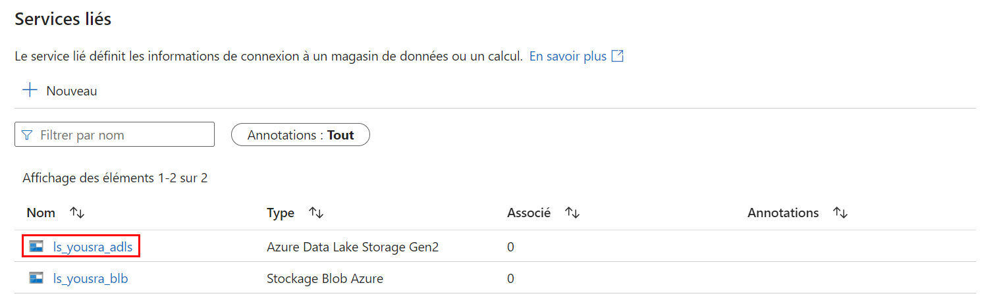 Services liés
Le service lié définit les informations de connexion à un magasin de données ou un calcul. En savoir plus
Nouveau
Filtrer par nom Annotations : Tout
Affichage des éléments 1-2 sur 2
Nom Type Associé Annotations
ls_yousra_adls Azure Data Lake Storage Gen2 0
ls_yousra_blb Stockage Blob Azure 0